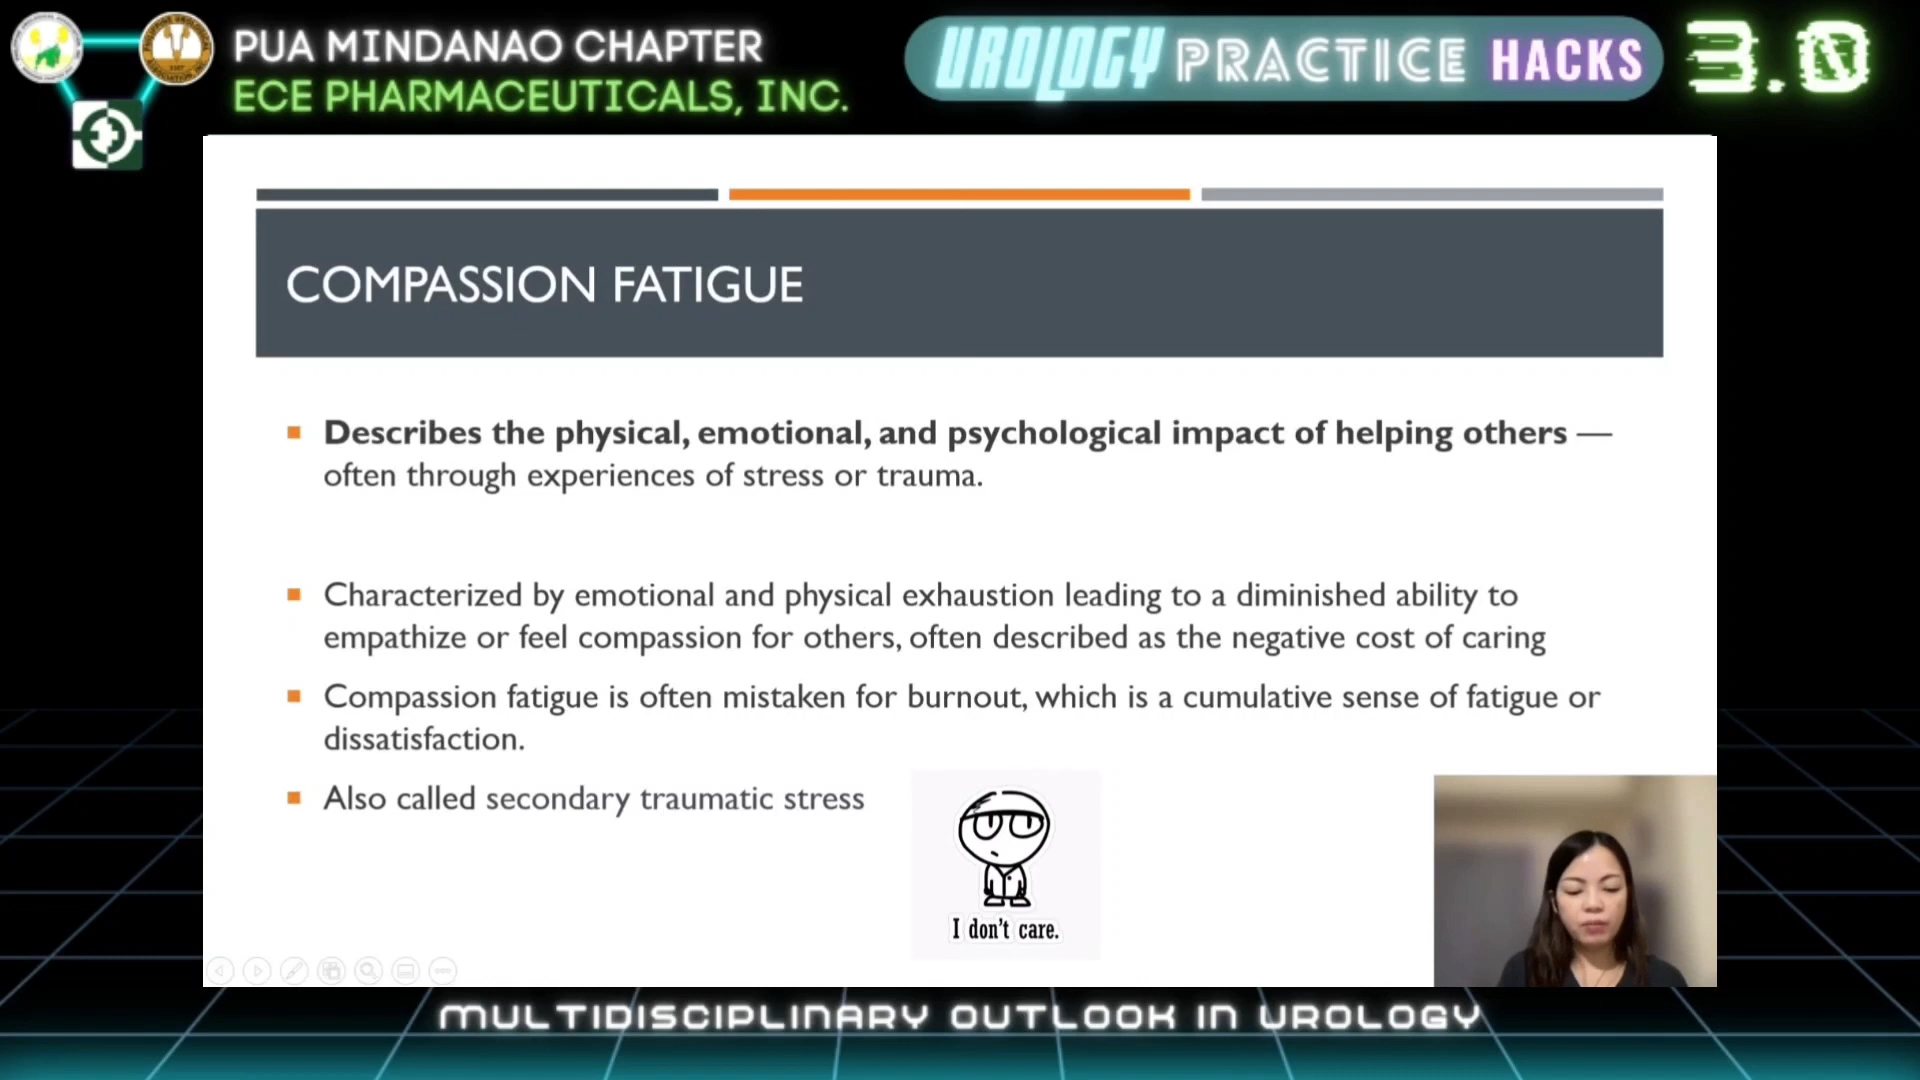 PUA MINDANAO CHAPTER
ECE PHARMACEUTICALS, INC.
UROLOGY PRACTICE HACKS 3.0
COMPASSION FATIGUE
Describes the physical, emotional, and psychological impact of helping others —
often through experiences of stress or trauma.
Characterized by emotional and physical exhaustion leading to a diminished ability to
empathize or feel compassion for others, often described as the negative cost of caring
Compassion fatigue is often mistaken for burnout, which is a cumulative sense of fatigue or
dissatisfaction.
Also called secondary traumatic stress
I don't care.
MULTIDISCIPLINARY OUTLOOK IN UROLOGY